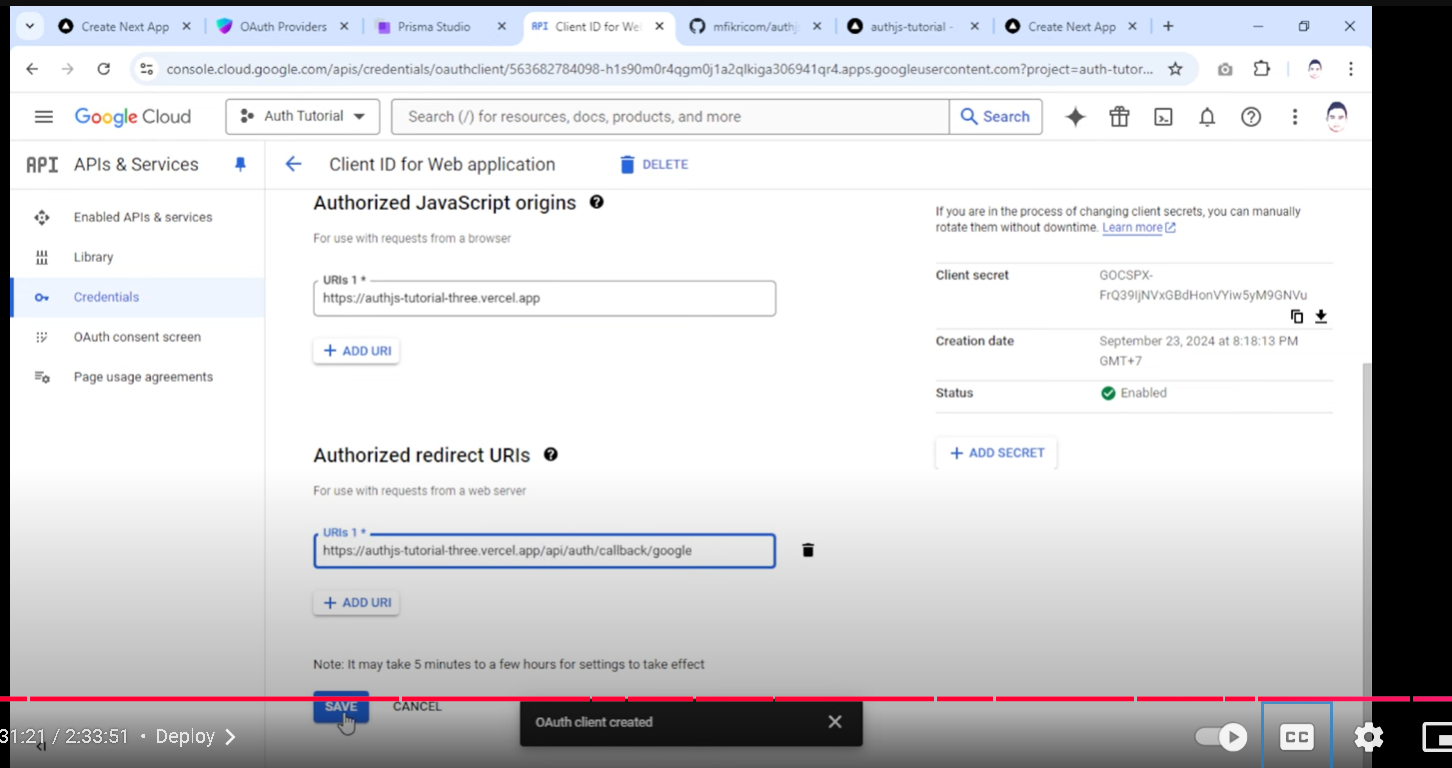 Create Next App
OAuth Providers
Prisma Studio
API Client ID for We
mfikricom/authj
authjs-tutorial -
Create Next App
console.cloud.google.com/apis/credentials/oauthclient/563682784098-h1s90m0r4qgm0j1a2qlkiga306941qr4.apps.googleusercontent.com?project=auth-tutor...
Google Cloud
Auth Tutorial
Search (/) for resources, docs, products, and more
Search
API APIs & Services
Client ID for Web application
DELETE
Enabled APIs & services
Library
Credentials
OAuth consent screen
Page usage agreements
Authorized JavaScript origins
For use with requests from a browser
URIs 1 *
https://authjs-tutorial-three.vercel.app
+ ADD URI
Authorized redirect URIs
For use with requests from a web server
URIs 1 *
https://authjs-tutorial-three.vercel.app/api/auth/callback/google
+ ADD URI
Note: It may take 5 minutes to a few hours for settings to take effect
SAVE
CANCEL
If you are in the process of changing client secrets, you can manually
rotate them without downtime. Learn more
Client secret
GOCSPX-
FrQ39IjNVxGBdHonVYiw5yM9GNVu
Creation date
September 23, 2024 at 8:18:13 PM
GMT+7
Status
Enabled
+ ADD SECRET
OAuth client created
31:21 / 2:33:51 • Deploy
CC